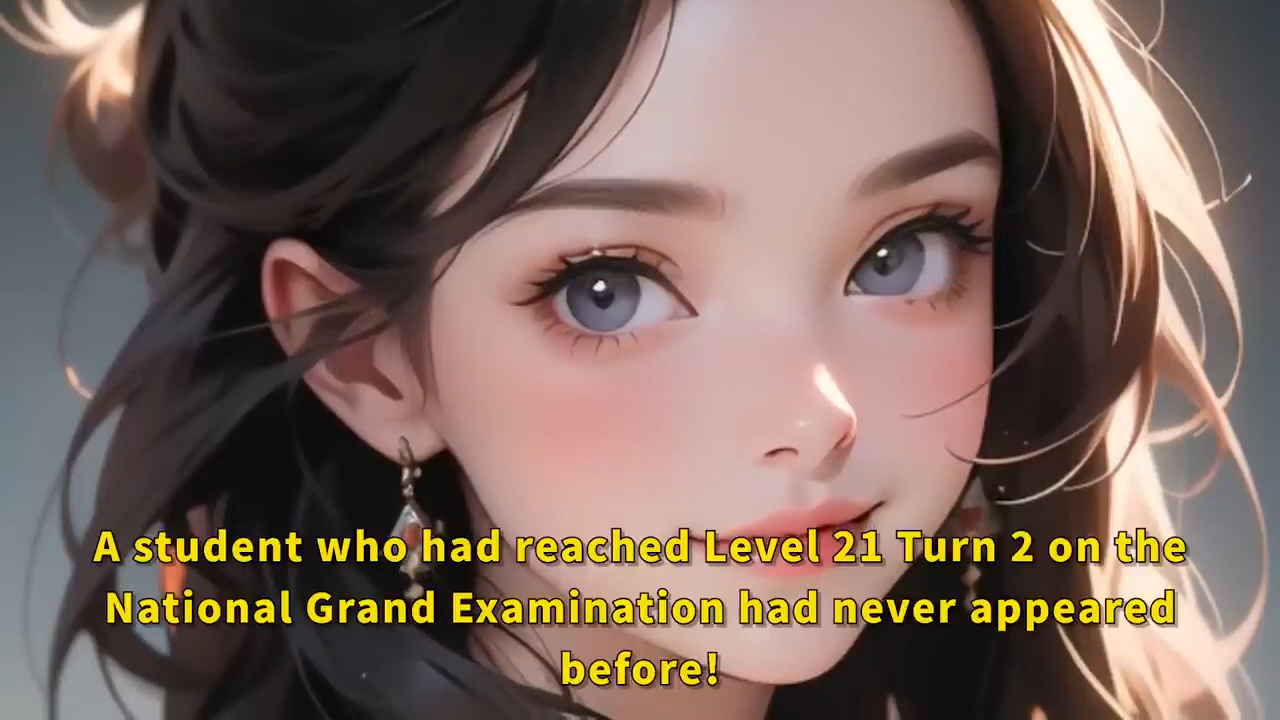 A student who had reached Level 21 Turn 2 on the
National Grand Examination had never appeared
before!